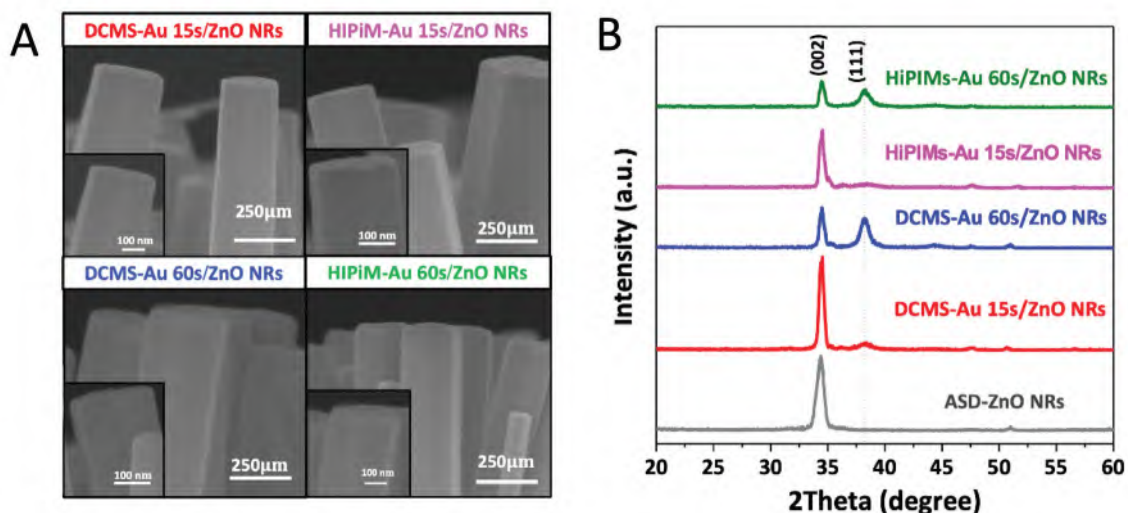 A
DCMS-Au 15s/ZnO NRs
HIPiM-Au 15s/ZnO NRs
250µm
100 nm
250µm
100 nm
DCMS-Au 60s/ZnO NRs
HIPiM-Au 60s/ZnO NRs
250µm
100 nm
250µm
100 nm
B
(002)
(111)
HiPIMs-Au 60s/ZnO NRs
HiPIMs-Au 15s/ZnO NRs
DCMS-Au 60s/ZnO NRs
DCMS-Au 15s/ZnO NRs
ASD-ZnO NRs
Intensity (a.u.)
20 25 30 35 40 45 50 55 60
2Theta (degree)